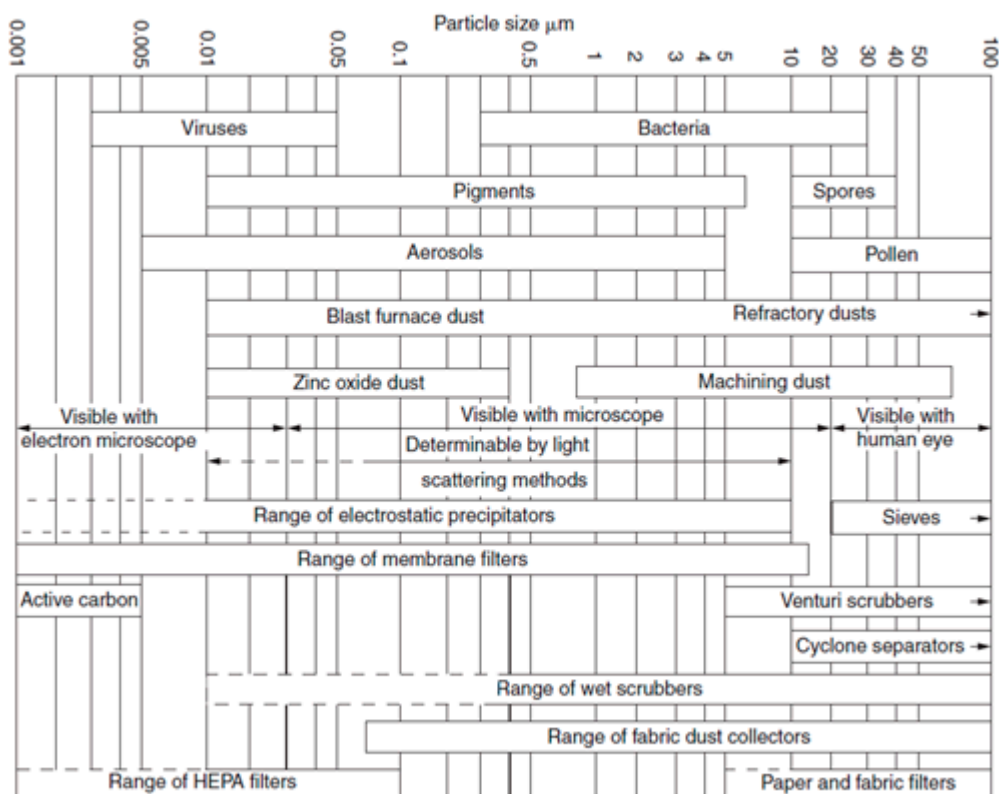 Particle size μm
0.001 0.005 0.01 0.05 0.1 0.5 1 2 3 4 5 10 20 30 40 50 100
Viruses Bacteria
Pigments Spores
Aerosols Pollen
Blast furnace dust Refractory dusts
Zinc oxide dust Machining dust
Visible with electron microscope
Visible with microscope
Visible with human eye
Determinable by light
scattering methods
Range of electrostatic precipitators Sieves
Range of membrane filters
Active carbon Venturi scrubbers
Cyclone separators
Range of wet scrubbers
Range of fabric dust collectors
Range of HEPA filters Paper and fabric filters